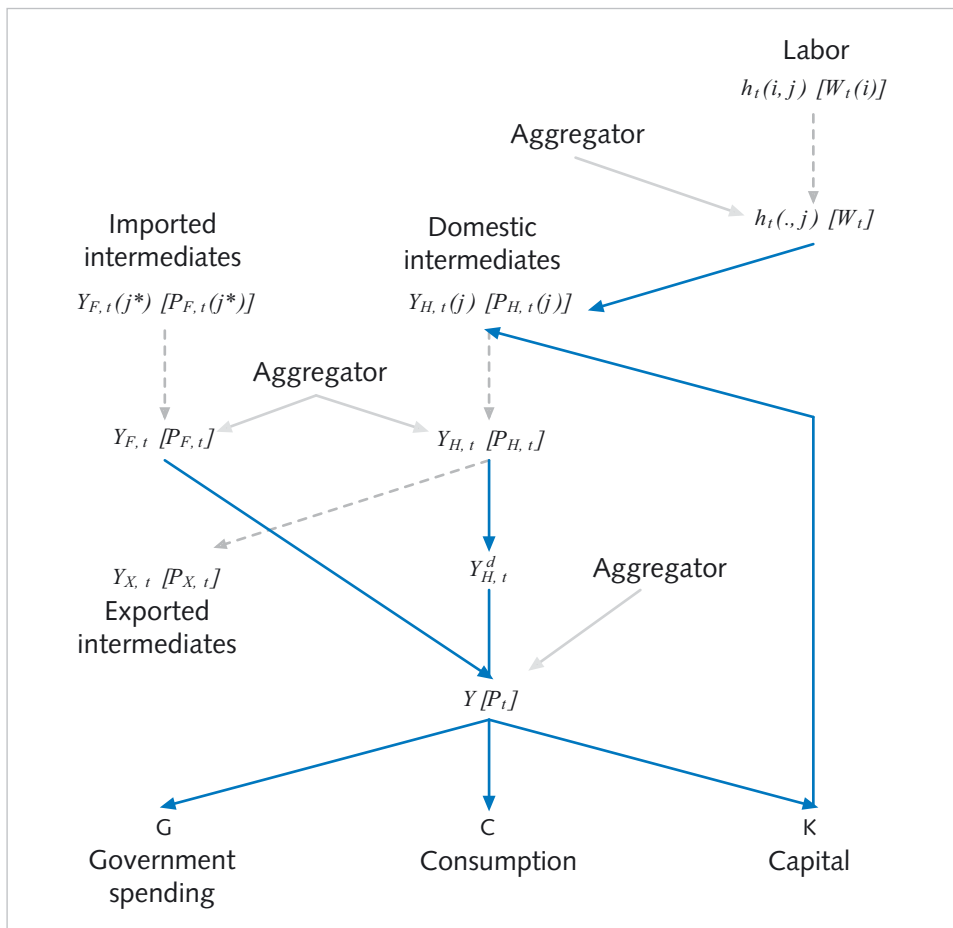 Labor
h_t(i, j) [W_t(i)]
Aggregator
h_t(., j) [W_t]
Imported
intermediates
Domestic
intermediates
Y_{F, t}(j*) [P_{F, t}(j*)]
Y_{H, t}(j) [P_{H, t}(j)]
Aggregator
Y_{F, t} [P_{F, t}]
Y_{H, t} [P_{H, t}]
Y_{X, t} [P_{X, t}]
Exported
intermediates
Y^d_{H, t}
Aggregator
Y [P_t]
G
Government
spending
C
Consumption
K
Capital